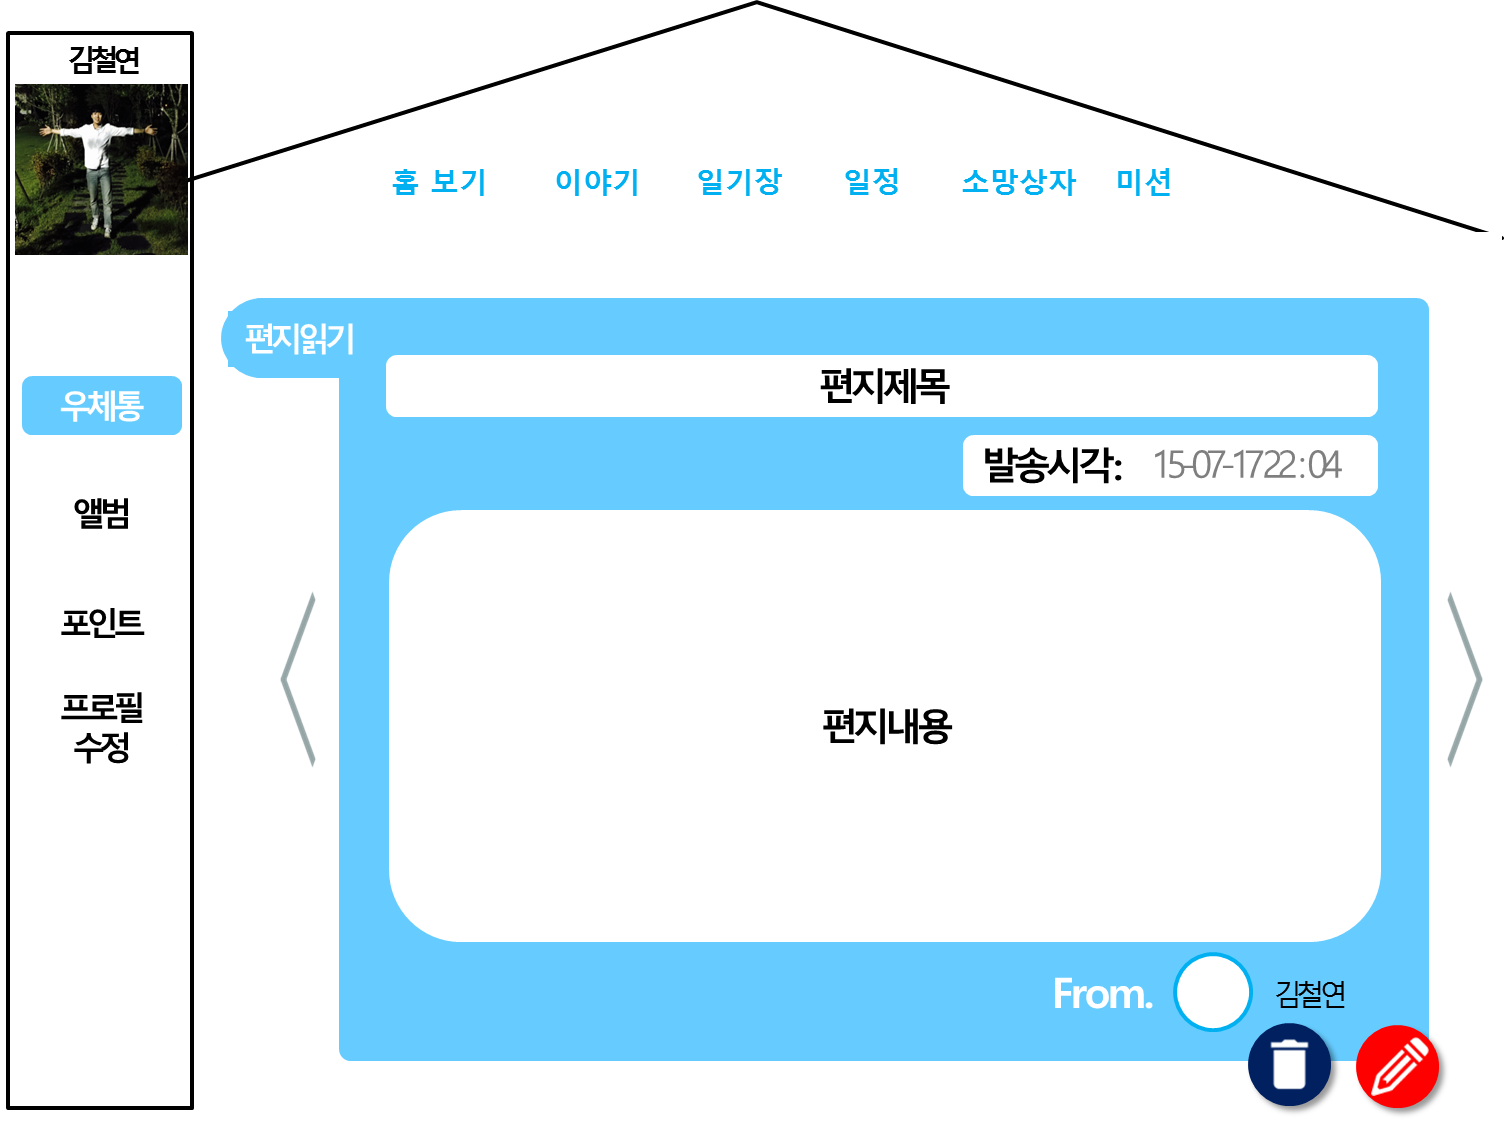 김철연
홈 보기 이야기 일기장 일정 소망상자 미션
우체통
앨범
포인트
프로필
수정
편지읽기
편지제목
발송시각: 15-07-1722:04
편지내용
From. 김철연